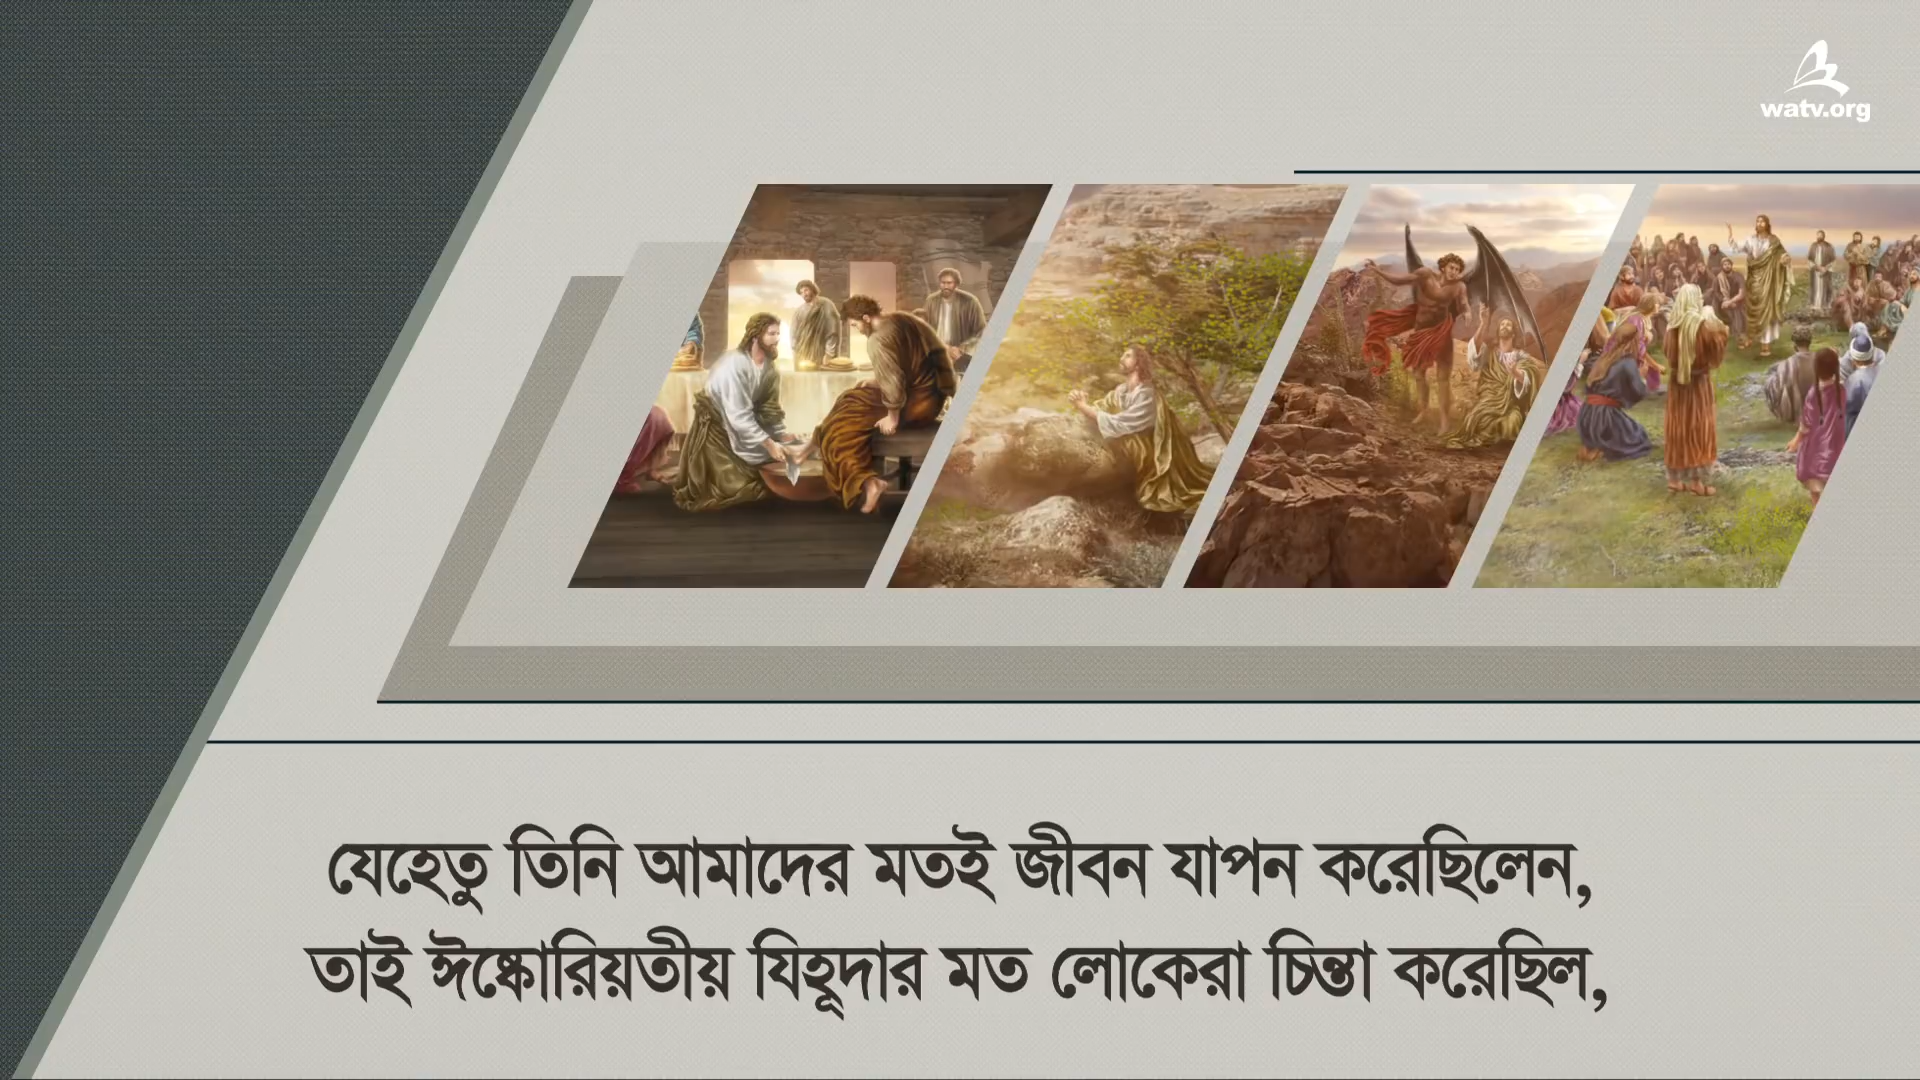 watv.org
যেহেতু তিনি আমাদের মতই জীবন যাপন করেছিলেন,
তাই ঈষ্কোরিয়তীয় যিহূদার মত লোকেরা চিন্তা করেছিল,